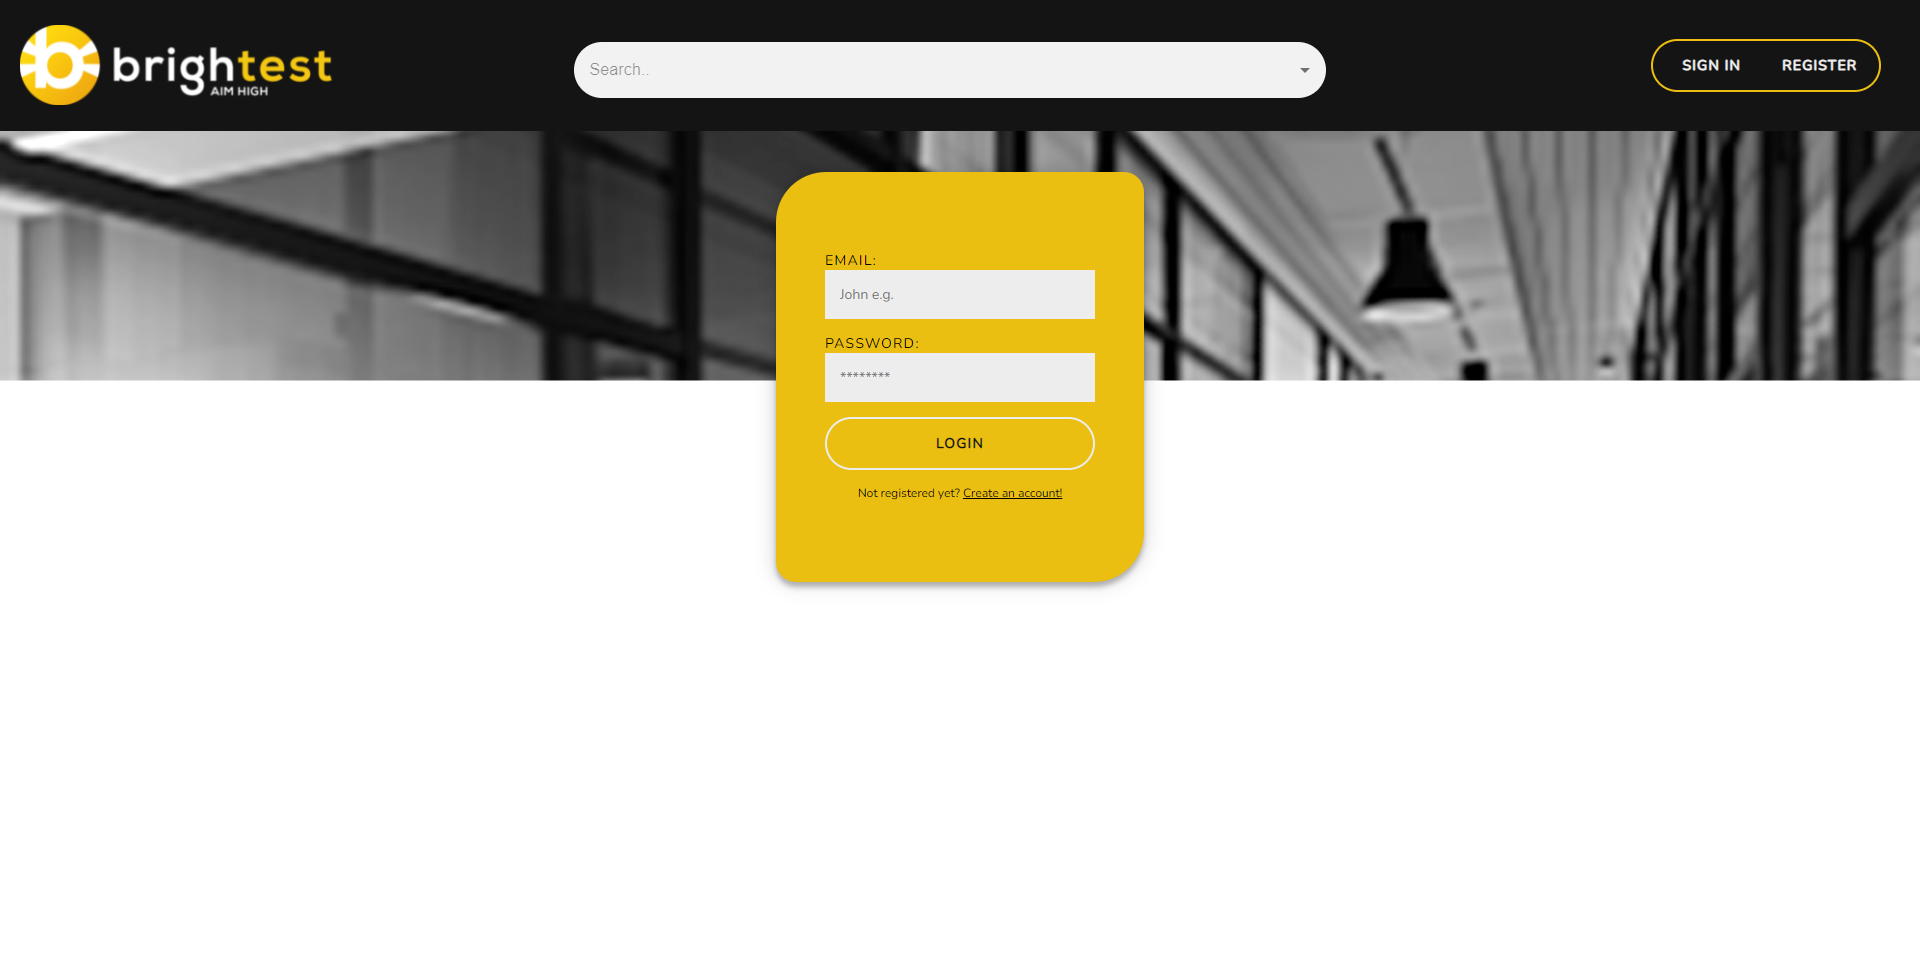 brightest
AIM HIGH
Search..
SIGN IN REGISTER
EMAIL:
John e.g.
PASSWORD:
********
LOGIN
Not registered yet? Create an account!